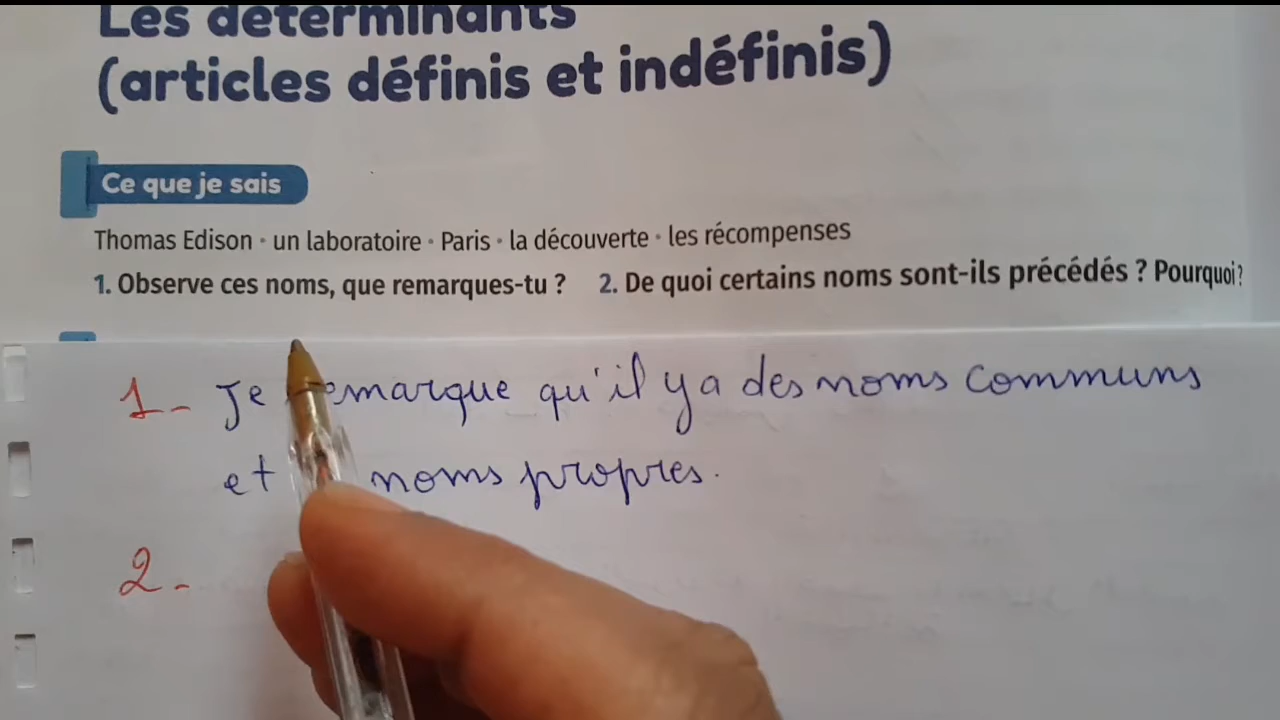 Les déterminants
(articles définis et indéfinis)
Ce que je sais
Thomas Edison • un laboratoire • Paris • la découverte • les récompenses
1. Observe ces noms, que remarques-tu ? 2. De quoi certains noms sont-ils précédés ? Pourquoi ?
1- Je remarque qu'il y a des noms communs
et noms propres.
2-